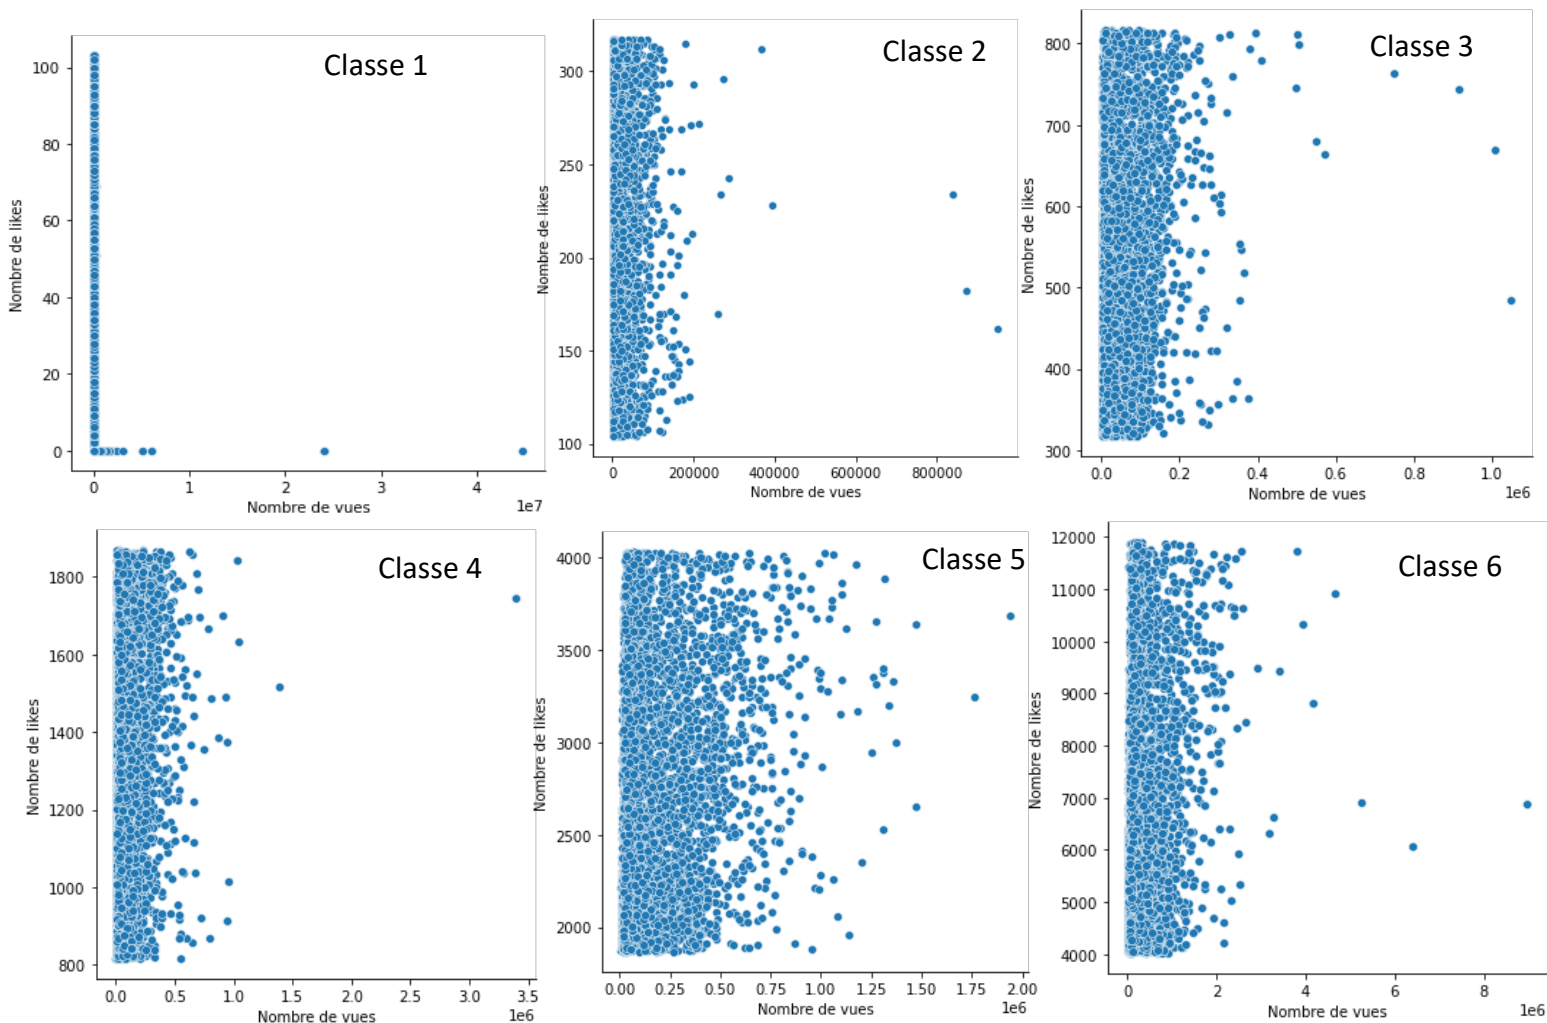 Classe 1
100
80
60
40
20
0
Nombre de likes
0 1 2 3 4
Nombre de vues
1e7
Classe 2
300
250
200
150
100
Nombre de likes
0 200000 400000 600000 800000
Nombre de vues
Classe 3
800
700
600
500
400
300
Nombre de likes
0.0 0.2 0.4 0.6 0.8 1.0
Nombre de vues
1e6
Classe 4
1800
1600
1400
1200
1000
800
Nombre de likes
0.0 0.5 1.0 1.5 2.0 2.5 3.0 3.5
Nombre de vues
1e6
Classe 5
4000
3500
3000
2500
2000
Nombre de likes
0.00 0.25 0.50 0.75 1.00 1.25 1.50 1.75 2.00
Nombre de vues
1e6
Classe 6
12000
11000
10000
9000
8000
7000
6000
5000
4000
Nombre de likes
0 2 4 6 8
Nombre de vues
1e6